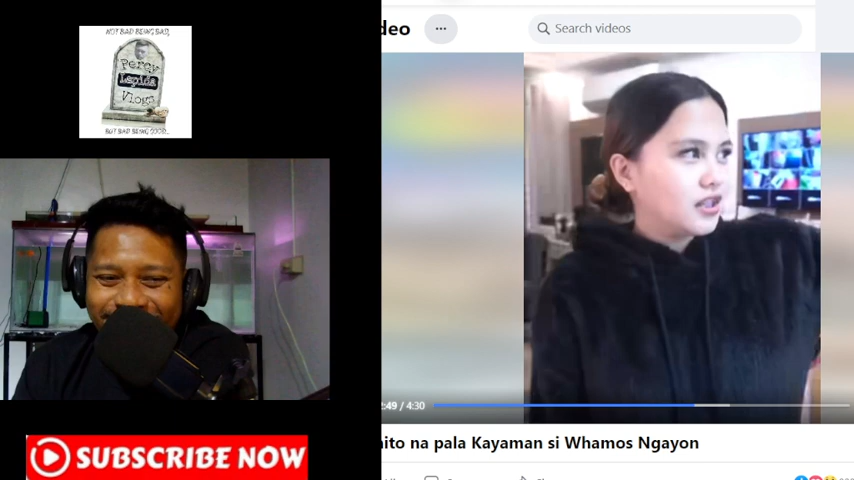 NOT BAD BEING BAD,
Percy
Lapida
Vlogs
NOT BAD BEING GOOD..
deo
Search videos
2:49 / 4:30
nito na pala Kayaman si Whamos Ngayon
SUBSCRIBE NOW